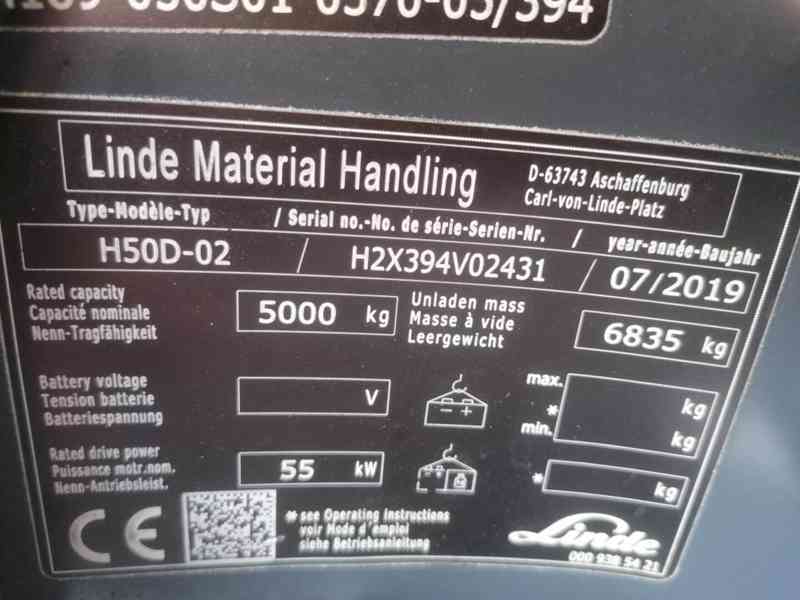 0370-05/394
Linde Material Handling
D-63743 Aschaffenburg
Carl-von-Linde-Platz
Type-Modèle-Typ / Serial no.-No. de série-Serien-Nr. / year-année-Baujahr
H50D-02 / H2X394V02431 / 07/2019
Rated capacity
Capacité nominale
Nenn-Tragfähigkeit
5000 kg
Unladen mass
Masse à vide
Leergewicht
6835 kg
Battery voltage
Tension batterie
Batteriespannung
V
- +
max. kg
*
min. kg
Rated drive power
Puissance motr.nom.
Nenn-Antriebsleist.
55 kW
* kg
CE
* see Operating instructions
voir Mode d'emploi
siehe Betriebsanleitung
Linde
000 938 54 21